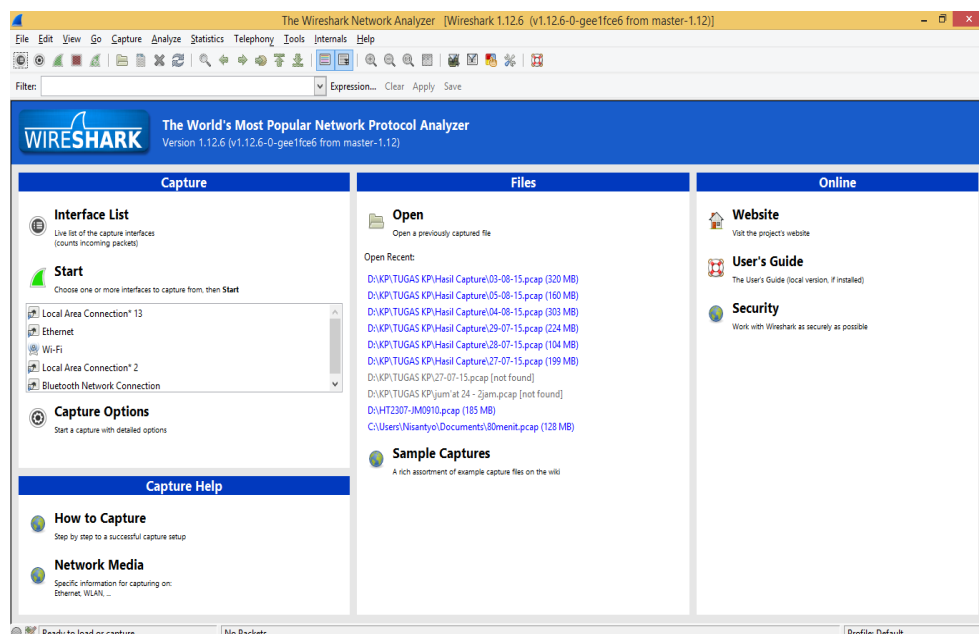 The Wireshark Network Analyzer [Wireshark 1.12.6 (v1.12.6-0-gee1fce6 from master-1.12)]
File Edit View Go Capture Analyze Statistics Telephony Tools Internals Help
Filter: Expression... Clear Apply Save
WIRESHARK
The World's Most Popular Network Protocol Analyzer
Version 1.12.6 (v1.12.6-0-gee1fce6 from master-1.12)
Capture
Interface List
Live list of the capture interfaces
(counts incoming packets)
Start
Choose one or more interfaces to capture from, then Start
Local Area Connection* 13
Ethernet
Wi-Fi
Local Area Connection* 2
Bluetooth Network Connection
Capture Options
Start a capture with detailed options
Capture Help
How to Capture
Step by step to a successful capture setup
Network Media
Specific information for capturing on:
Ethernet, WLAN, ...
Files
Open
Open a previously captured file
Open Recent:
D:\KP\TUGAS KP\Hasil Capture\03-08-15.pcap (320 MB)
D:\KP\TUGAS KP\Hasil Capture\05-08-15.pcap (160 MB)
D:\KP\TUGAS KP\Hasil Capture\04-08-15.pcap (303 MB)
D:\KP\TUGAS KP\Hasil Capture\29-07-15.pcap (224 MB)
D:\KP\TUGAS KP\Hasil Capture\28-07-15.pcap (104 MB)
D:\KP\TUGAS KP\Hasil Capture\27-07-15.pcap (199 MB)
D:\KP\TUGAS KP\27-07-15.pcap [not found]
D:\KP\TUGAS KP\jum'at 24 - 2jam.pcap [not found]
D:\HT2307-JM0910.pcap (185 MB)
C:\Users\Nisantyo\Documents\80menit.pcap (128 MB)
Sample Captures
A rich assortment of example capture files on the wiki
Online
Website
Visit the project's website
User's Guide
The User's Guide (local version, if installed)
Security
Work with Wireshark as securely as possible
Ready to load or capture No Packets Profile: Default